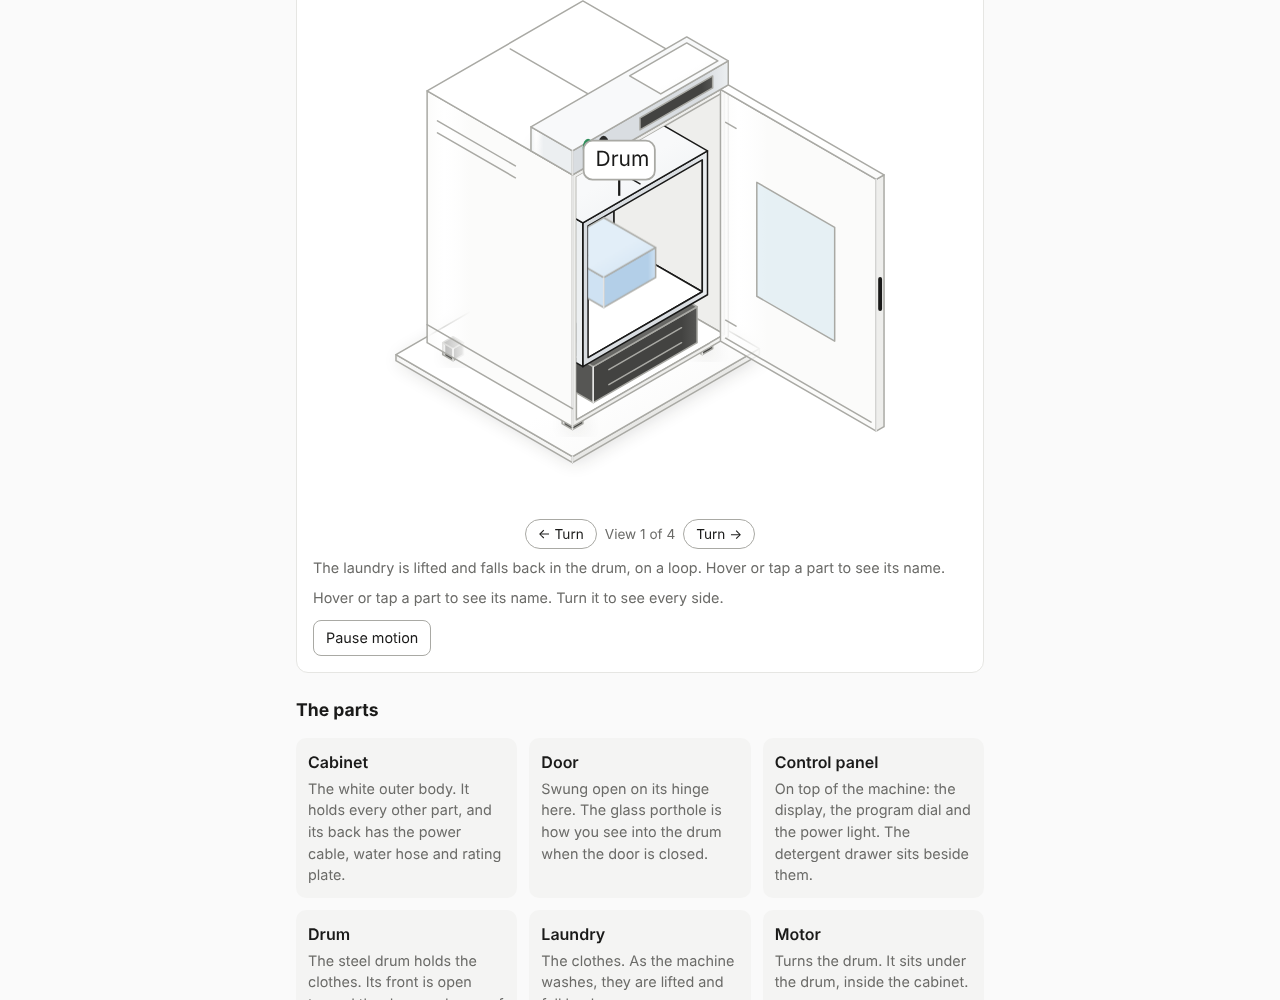 Drum
← Turn View 1 of 4 Turn →
The laundry is lifted and falls back in the drum, on a loop. Hover or tap a part to see its name.
Hover or tap a part to see its name. Turn it to see every side.
Pause motion
The parts
Cabinet
The white outer body. It
holds every other part, and
its back has the power
cable, water hose and rating
plate.
Door
Swung open on its hinge
here. The glass porthole is
how you see into the drum
when the door is closed.
Control panel
On top of the machine: the
display, the program dial and
the power light. The
detergent drawer sits beside
them.
Drum
The steel drum holds the
clothes. Its front is open
Laundry
The clothes. As the machine
washes, they are lifted and
Motor
Turns the drum. It sits under
the drum, inside the cabinet.